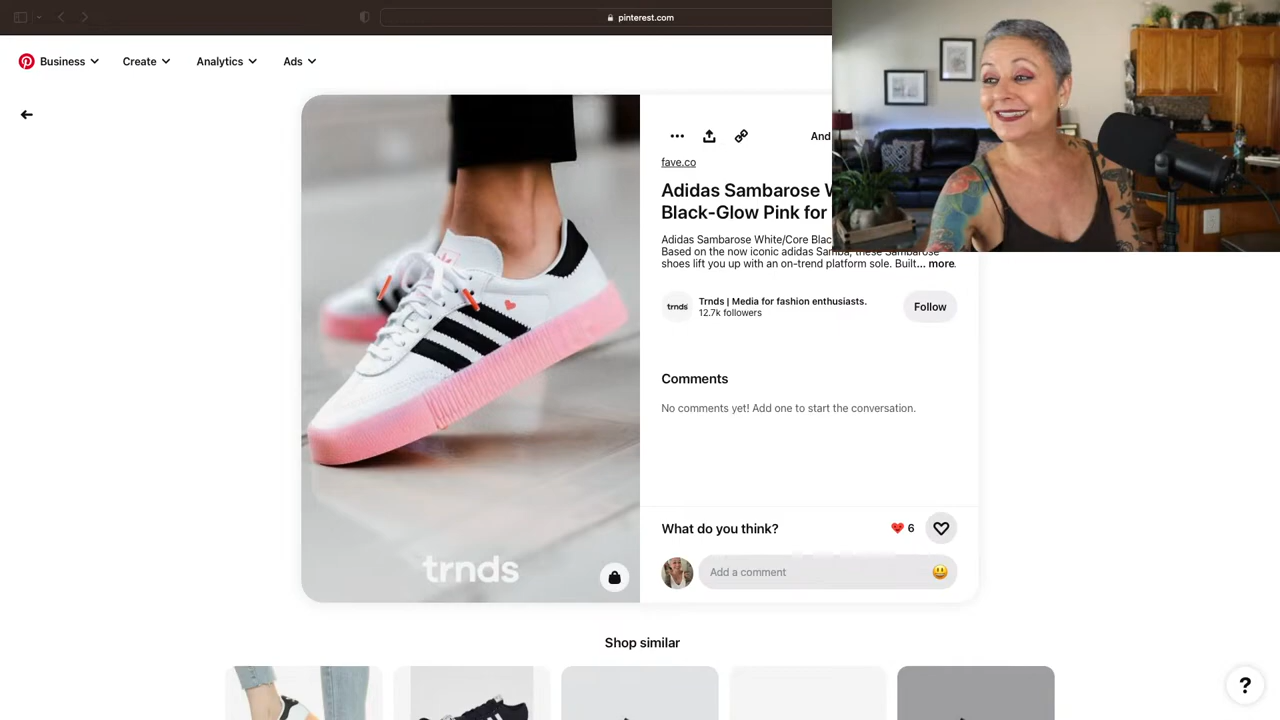 pinterest.com
Business
Create
Analytics
Ads
And
fave.co
Adidas Sambarose
Black-Glow Pink for
Adidas Sambarose White/Core Blac
Based on the now iconic adidas Samba, these Sambarose
shoes lift you up with an on-trend platform sole. Built... more
trnds
Trnds | Media for fashion enthusiasts.
12.7k followers
Follow
Comments
No comments yet! Add one to start the conversation.
What do you think?
6
Add a comment
trnds
Shop similar
?